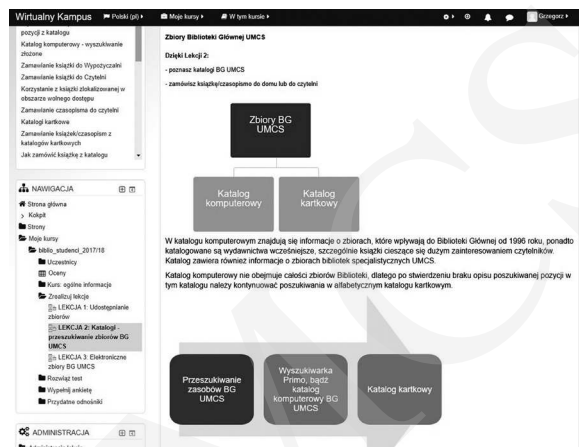 Wirtualny Kampus Polski (pl) Moje kursy W tym kursie Grzegorz
pozycji z katalogu
Katalog komputerowy - wyszukiwanie
złożone
Zamawianie książki do Wypożyczalni
Zamawianie książki do Czytelni
Korzystanie z książki zlokalizowanej w
obszarze wolnego dostępu
Zamawianie czasopisma do czytelni
Katalogi kartkowe
Zamawianie książek/czasopism z
katalogów kartkowych
Jak zamówić książkę z katalogu
NAWIGACJA
Strona główna
Kokpit
Strony
Moje kursy
biblio_studenci_2017/18
Uczestnicy
Oceny
Kurs: ogólne informacje
Zrealizuj lekcje
LEKCJA 1: Udostępnianie
zbiorów
LEKCJA 2: Katalogi -
przeszukiwanie zbiorów BG
UMCS
LEKCJA 3: Elektroniczne
zbiory BG UMCS
Rozwiąż test
Wypełnij ankietę
Przydatne odnośniki
ADMINISTRACJA
Zbiory Biblioteki Głównej UMCS
Dzięki Lekcji 2:
- poznasz katalogi BG UMCS
- zamówisz książkę/czasopismo do domu lub do czytelni
Zbiory BG
UMCS
Katalog
komputerowy
Katalog
kartkowy
W katalogu komputerowym znajdują się informacje o zbiorach, które wpływają do Biblioteki Głównej od 1996 roku, ponadto
katalogowane są wydawnictwa wcześniejsze, szczególnie książki cieszące się dużym zainteresowaniem czytelników.
Katalog zawiera również informacje o zbiorach bibliotek specjalistycznych UMCS.
Katalog komputerowy nie obejmuje całości zbiorów Biblioteki, dlatego po stwierdzeniu braku opisu poszukiwanej pozycji w
tym katalogu należy kontynuować poszukiwania w alfabetycznym katalogu kartkowym.
Przeszukiwanie
zasobów BG
UMCS
Wyszukiwarka
Primo, bądź
katalog
komputerowy BG
UMCS
Katalog kartkowy